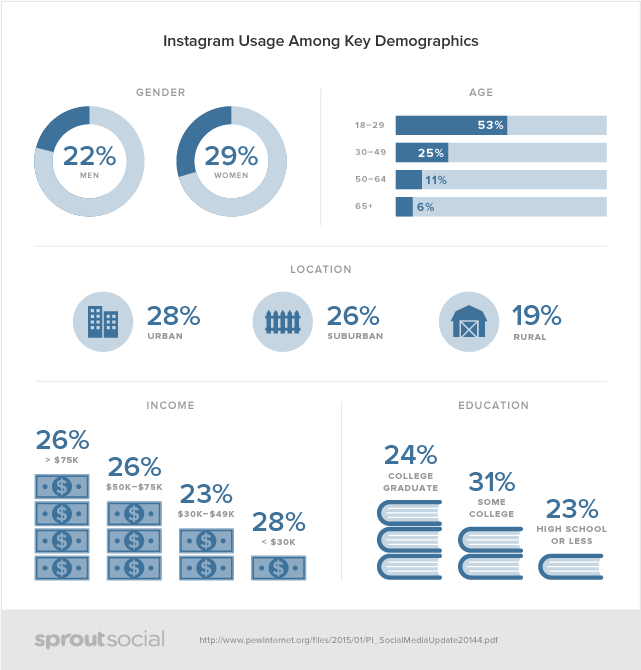 Instagram Usage Among Key Demographics
GENDER
22%
MEN
29%
WOMEN
AGE
18–29
53%
30–49
25%
50–64
11%
65+
6%
LOCATION
28%
URBAN
26%
SUBURBAN
19%
RURAL
INCOME
26%
> $75K
26%
$50K–$75K
23%
$30K–$49K
28%
< $30K
EDUCATION
24%
COLLEGE
GRADUATE
31%
SOME
COLLEGE
23%
HIGH SCHOOL
OR LESS
sproutsocial
http://www.pewinternet.org/files/2015/01/PI_SocialMediaUpdate20144.pdf